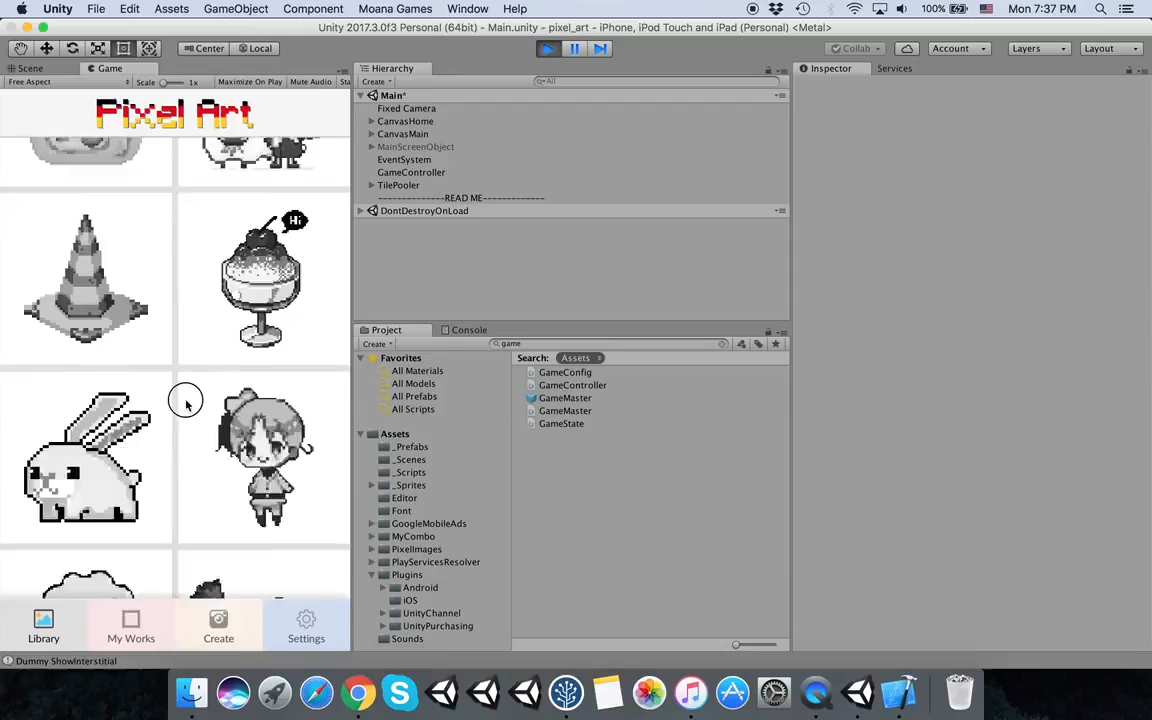 Unity File Edit Assets GameObject Component Moana Games Window Help 100% Mon 7:37 PM
Unity 2017.3.0f3 Personal (64bit) - Main.unity - pixel_art - iPhone, iPod Touch and iPad (Personal) <Metal>
Center Local Collab Account Layers Layout
Scene Game Hierarchy Inspector Services
Free Aspect Scale 1x Maximize On Play Mute Audio Sta Create All
Pixel Art
Main*
Fixed Camera
CanvasHome
CanvasMain
MainScreenObject
EventSystem
GameController
TilePooler
--------------READ ME-------------
DontDestroyOnLoad
Hi
Project Console
Create game
Favorites
All Materials
All Models
All Prefabs
All Scripts
Assets
_Prefabs
_Scenes
_Scripts
_Sprites
Editor
Font
GoogleMobileAds
MyCombo
PixelImages
PlayServicesResolver
Plugins
Android
iOS
UnityChannel
UnityPurchasing
Sounds
Search: Assets
GameConfig
GameController
GameMaster
GameMaster
GameState
Library My Works Create Settings
Dummy ShowInterstitial